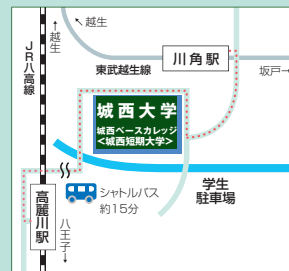 ↑越生
↖越生
JR八高線
東武越生線
川角駅
坂戸→
城西大学
城西ベースカレッジ
<城西短期大学>
シャトルバス
約15分
学生
駐車場
高麗川駅
八王子↓